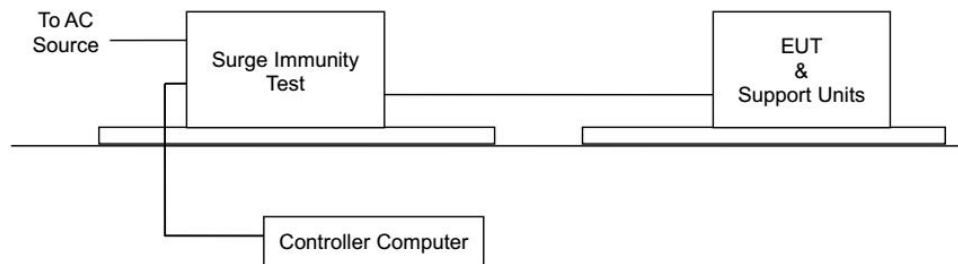 To AC
Source
Surge Immunity
Test
EUT
&
Support Units
Controller Computer